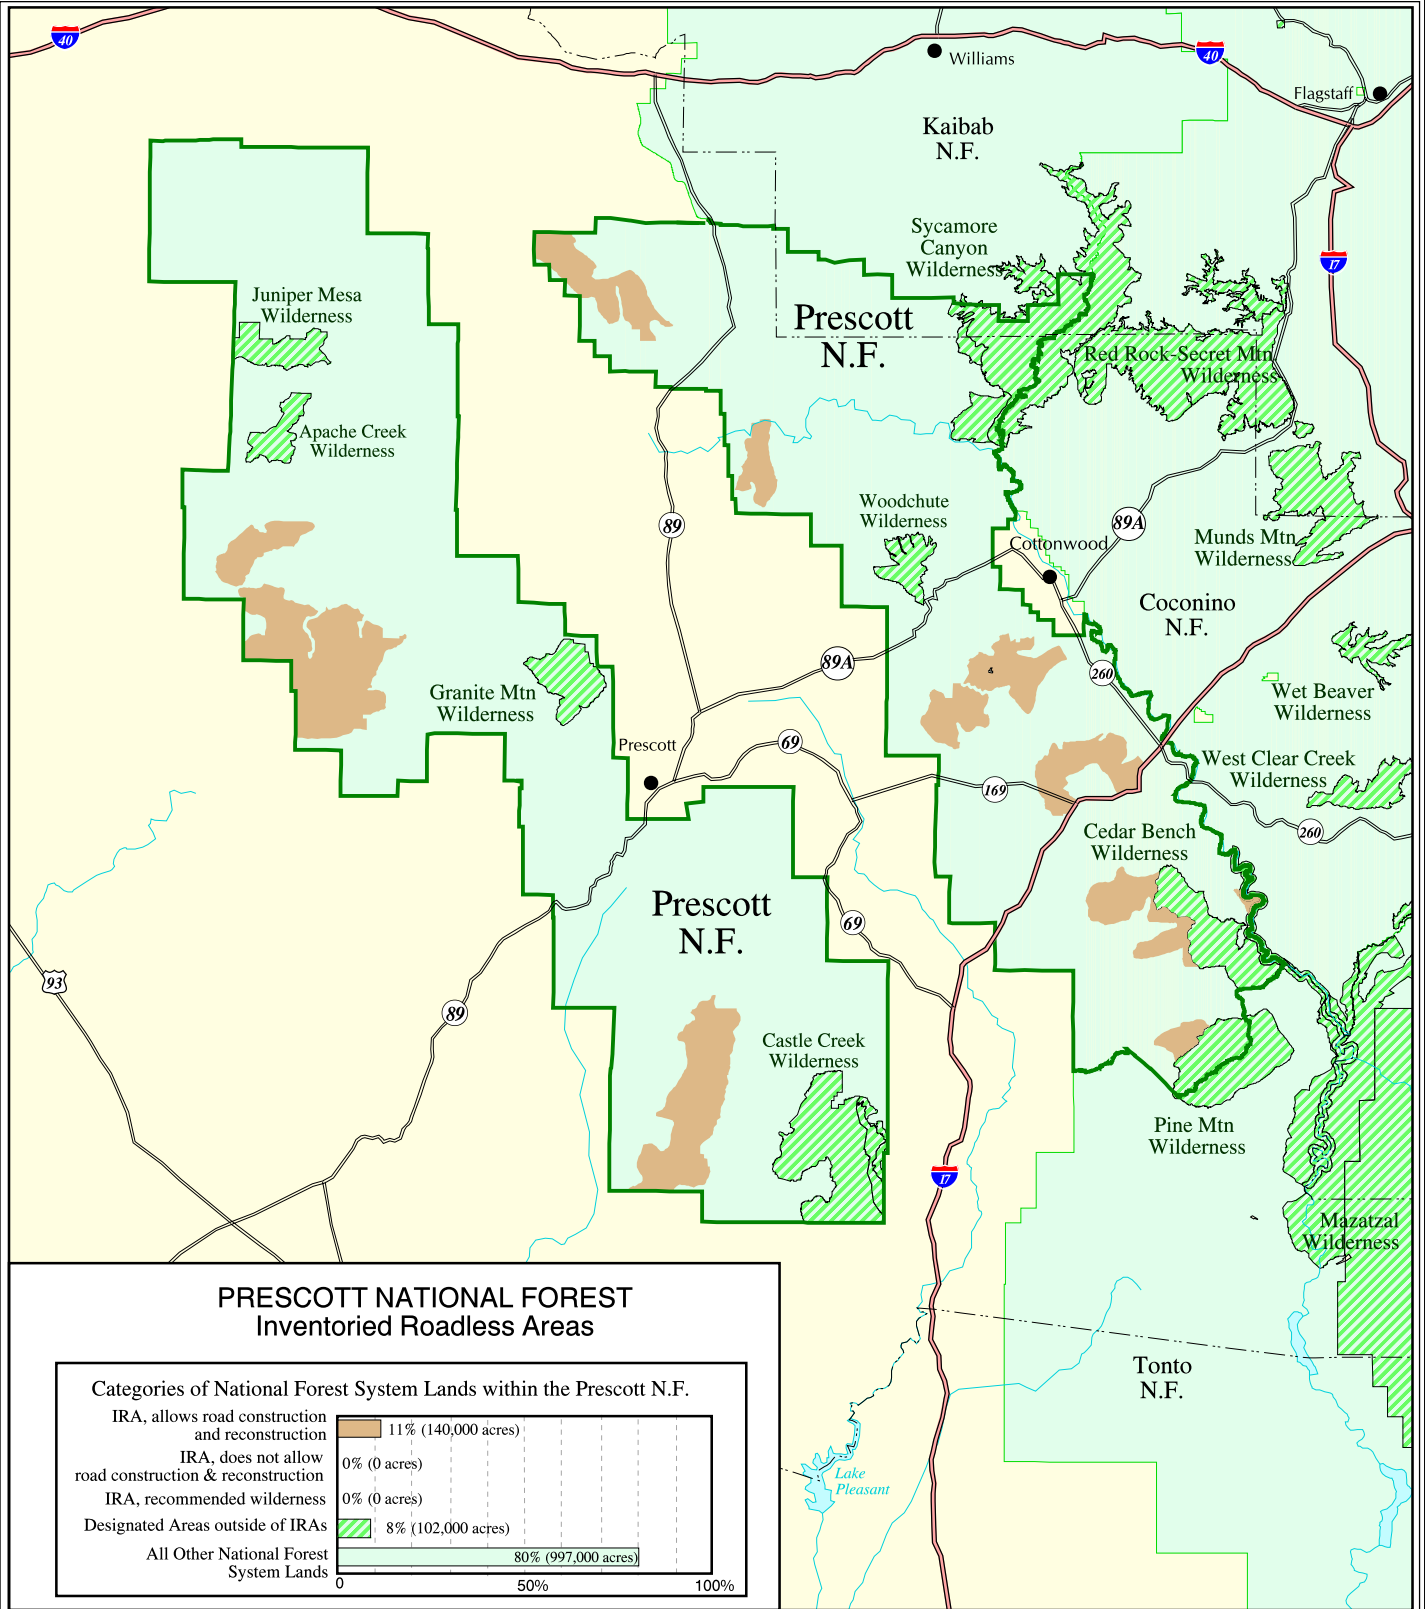 40
Williams
40
Flagstaff
Kaibab
N.F.
Sycamore
Canyon
Wilderness
17
Juniper Mesa
Wilderness
Prescott
N.F.
Red Rock-Secret Mtn
Wilderness
Apache Creek
Wilderness
Woodchute
Wilderness
89
89A
Cottonwood
Munds Mtn
Wilderness
Coconino
N.F.
89A
260
Granite Mtn
Wilderness
Wet Beaver
Wilderness
Prescott
69
West Clear Creek
Wilderness
169
260
Cedar Bench
Wilderness
Prescott
N.F.
69
93
89
Castle Creek
Wilderness
Pine Mtn
Wilderness
17
Mazatzal
Wilderness
Tonto
N.F.
Lake
Pleasant
PRESCOTT NATIONAL FOREST
Inventoried Roadless Areas
Categories of National Forest System Lands within the Prescott N.F.
IRA, allows road construction
and reconstruction
11% (140,000 acres)
IRA, does not allow
road construction & reconstruction
0% (0 acres)
IRA, recommended wilderness
0% (0 acres)
Designated Areas outside of IRAs
8% (102,000 acres)
All Other National Forest
System Lands
80% (997,000 acres)
0 50% 100%